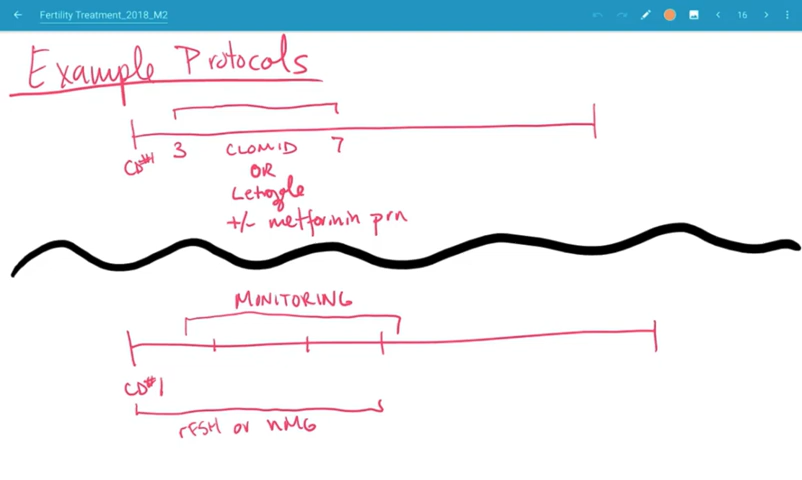 Fertility Treatment_2018_M2
16
Example Protocols
CD#1 3 CLOMID 7
OR
Letrozole
+/- metformin prn
MONITORING
CD#1
rFSH or hMG